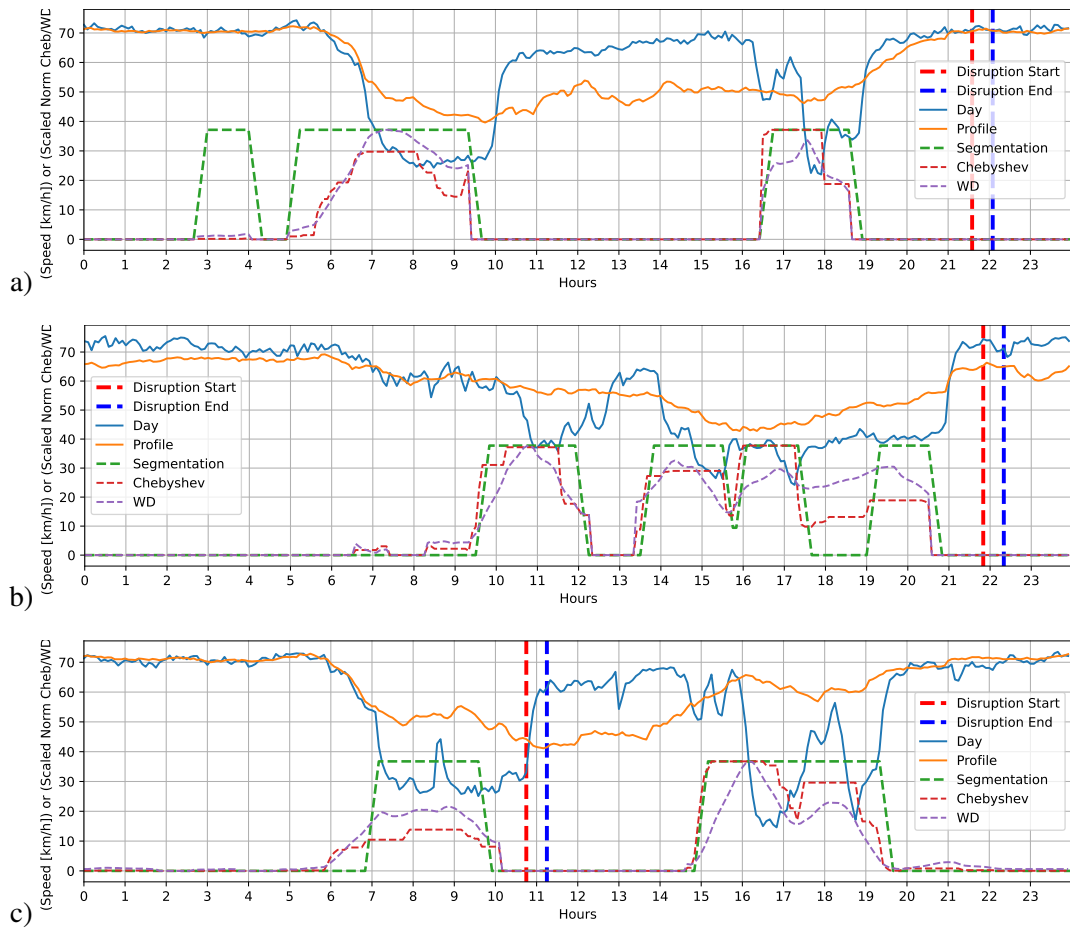 (Speed [km/h]) or (Scaled Norm Cheb/WD
70
60
50
40
30
20
10
0
0 1 2 3 4 5 6 7 8 9 10 11 12 13 14 15 16 17 18 19 20 21 22 23
Hours
Disruption Start
Disruption End
Day
Profile
Segmentation
Chebyshev
WD
a)
(Speed [km/h]) or (Scaled Norm Cheb/WD
70
60
50
40
30
20
10
0
0 1 2 3 4 5 6 7 8 9 10 11 12 13 14 15 16 17 18 19 20 21 22 23
Hours
Disruption Start
Disruption End
Day
Profile
Segmentation
Chebyshev
WD
b)
(Speed [km/h]) or (Scaled Norm Cheb/WD
70
60
50
40
30
20
10
0
0 1 2 3 4 5 6 7 8 9 10 11 12 13 14 15 16 17 18 19 20 21 22 23
Hours
Disruption Start
Disruption End
Day
Profile
Segmentation
Chebyshev
WD
c)